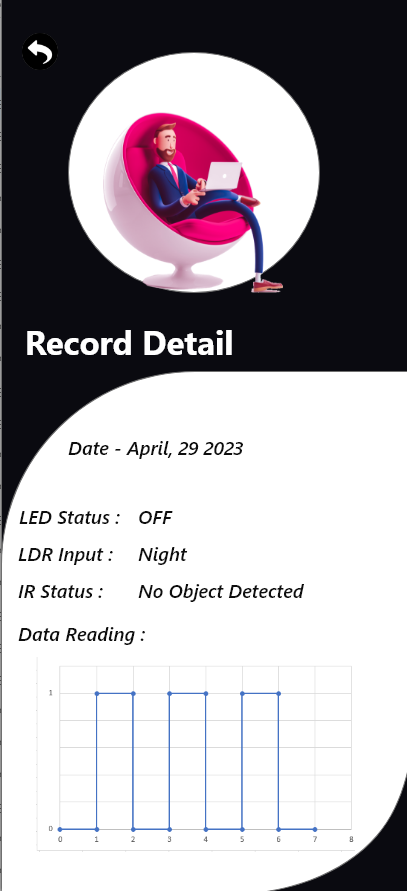 Record Detail
Date - April, 29 2023
LED Status : OFF
LDR Input : Night
IR Status : No Object Detected
Data Reading :
1
0
0 1 2 3 4 5 6 7 8